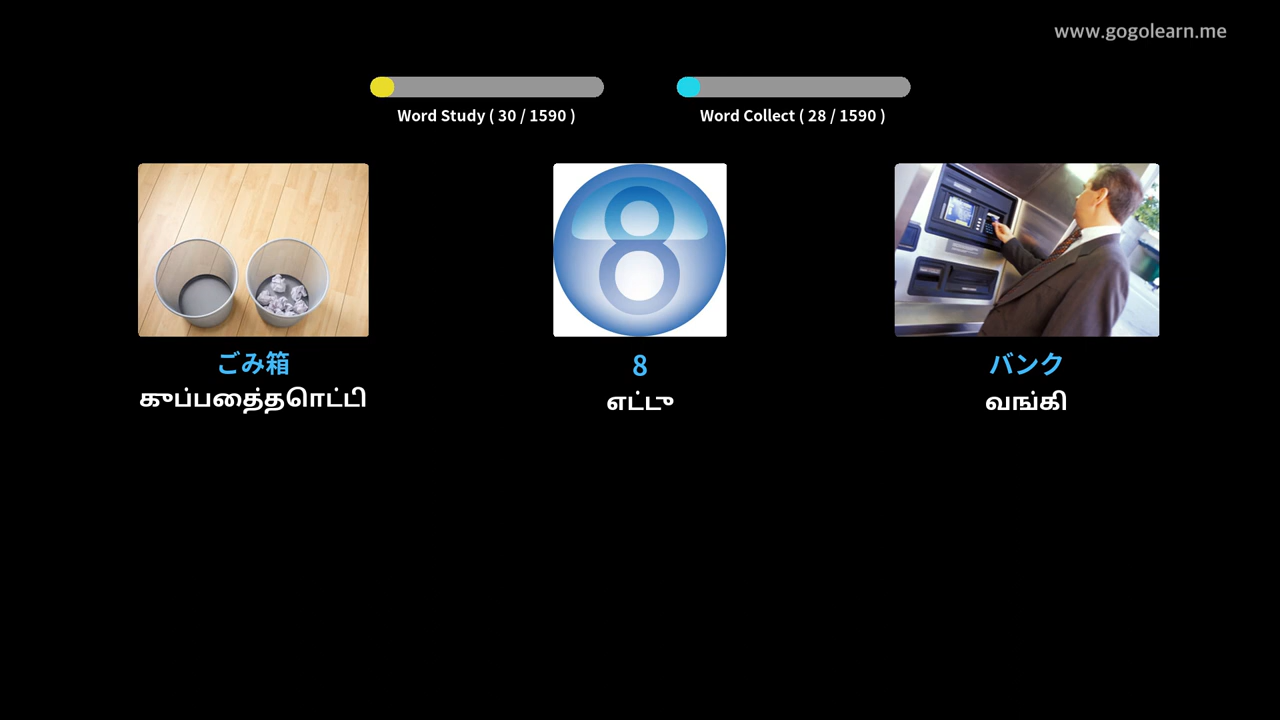 www.gogolearn.me
Word Study ( 30 / 1590 )
Word Collect ( 28 / 1590 )
8
ごみ箱
8
バンク
குப்பைத்தொட்டி
எட்டு
வங்கி